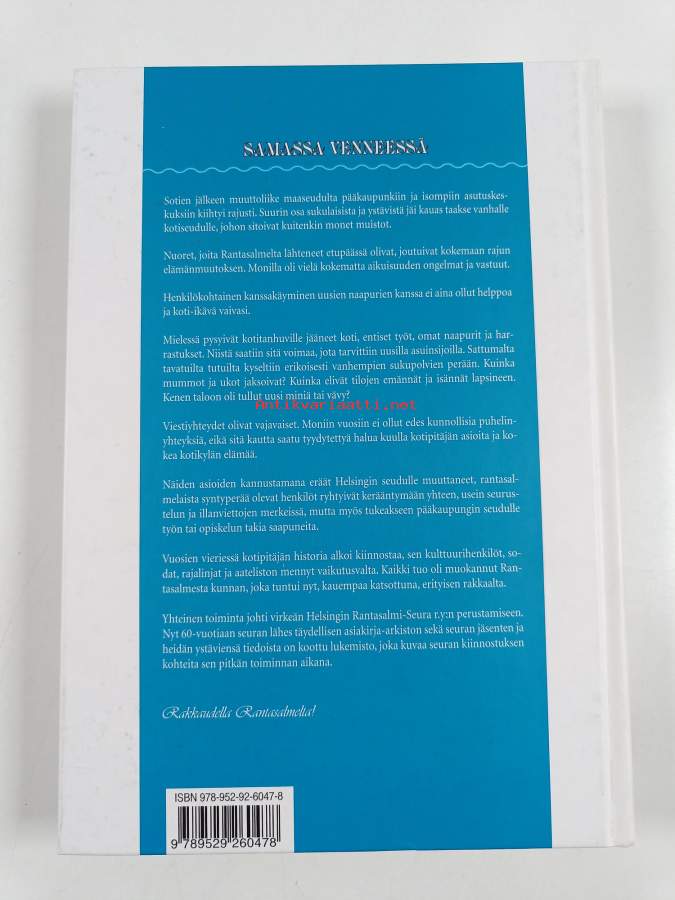 SAMASSA VENNEESSÄ
Sotien jälkeen muuttoliike maaseudulta pääkaupunkiin ja isompiin asutuskes-
kuksiin kiihtyi rajusti. Suurin osa sukulaisista ja ystävistä jäi kauas taakse vanhalle
kotiseudulle, johon sitoivat kuitenkin monet muistot.
Nuoret, joita Rantasalmelta lähteneet etupäässä olivat, joutuivat kokemaan rajun
elämänmuutoksen. Monilla oli vielä kokematta aikuisuuden ongelmat ja vastuut.
Henkilökohtainen kanssakäyminen uusien naapurien kanssa ei aina ollut helppoa
ja koti-ikävä vaivasi.
Mielessä pysyivät kotitanhuville jääneet koti, entiset työt, omat naapurit ja har-
rastukset. Niistä saatiin sitä voimaa, jota tarvittiin uusilla asuinsijoilla. Sattumalta
tavatuilta tutuilta kyseltiin erikoisesti vanhempien sukupolvien perään. Kuinka
mummot ja ukot jaksoivat? Kuinka elivät tilojen emännät ja isännät lapsineen.
Kenen taloon oli tullut uusi miniä tai vävy?
Antikvariaatti.net
Viestiyhteydet olivat vajavaiset. Moniin vuosiin ei ollut edes kunnollisia puhelin-
yhteyksiä, eikä sitä kautta saatu tyydytettyä halua kuulla kotipitäjän asioita ja ko-
kea kotikylän elämää.
Näiden asioiden kannustamana eräät Helsingin seudulle muuttaneet, rantasal-
melaista syntyperää olevat henkilöt ryhtyivät kerääntymään yhteen, usein seurus-
telun ja illanviettojen merkeissä, mutta myös tukeakseen pääkaupungin seudulle
työn tai opiskelun takia saapuneita.
Vuosien vieriessä kotipitäjän historia alkoi kiinnostaa, sen kulttuurihenkilöt, so-
dat, rajalinjat ja aateliston mennyt vaikutusvalta. Kaikki tuo oli muokannut Ran-
tasalmesta kunnan, joka tuntui nyt, kauempaa katsottuna, erityisen rakkaalta.
Yhteinen toiminta johti virkeän Helsingin Rantasalmi-Seura r.y:n perustamiseen.
Nyt 60-vuotiaan seuran lähes täydellisen asiakirja-arkiston sekä seuran jäsenten ja
heidän ystäviensä tiedoista on koottu lukemisto, joka kuvaa seuran kiinnostuksen
kohteita sen pitkän toiminnan aikana.
Rakkaudella Rantasalmelta!
ISBN 978-952-92-6047-8
9 789529 260478